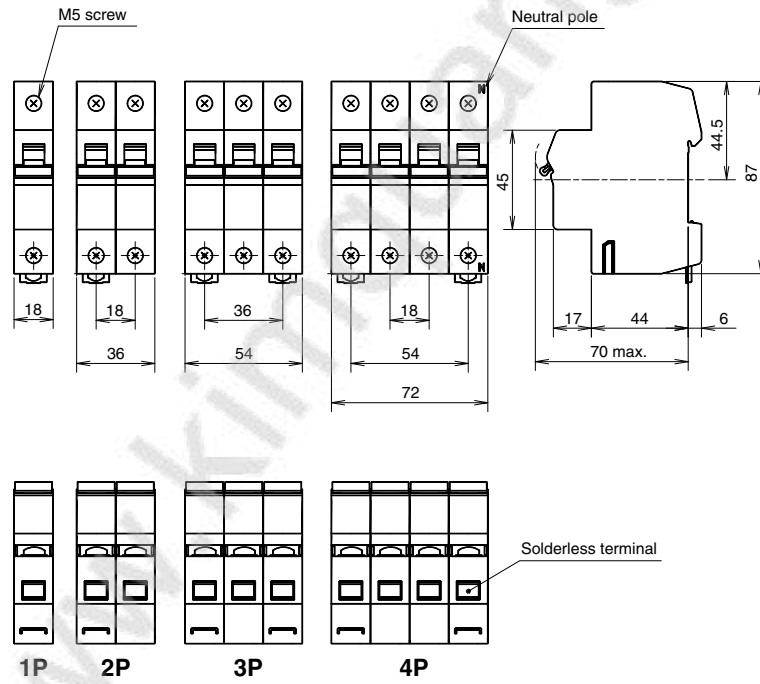 M5 screw
Neutral pole
N
45
44.5
87
N
18
18
36
18
17
44
6
36
54
54
70 max.
72
Solderless terminal
1P
2P
3P
4P